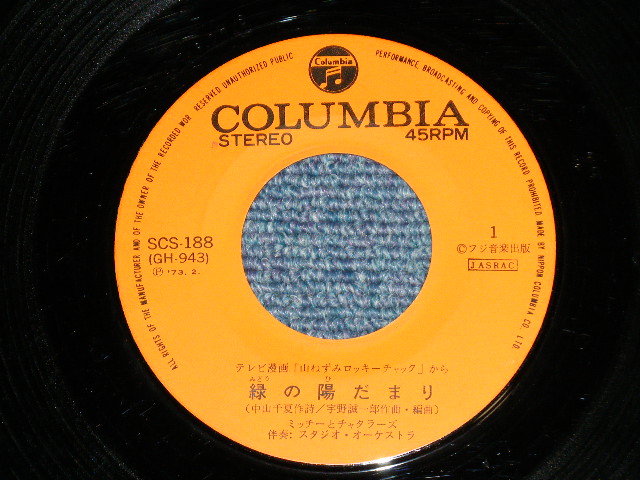 Columbia
COLUMBIA
STEREO 45RPM
SCS-188
(GH-943)
Ⓟ '73. 2.
1
©フジ音楽出版
JASRAC
テレビ漫画「山ねずみロッキーチャック」から
みどり ひ
緑の陽だまり
(中山千夏作詩/宇野誠一郎作曲・編曲)
ミッチーとチャタラーズ
伴奏: スタジオ・オーケストラ
ALL RIGHTS OF THE MANUFACTURER AND OF THE OWNER OF THE RECORDED WORK RESERVED UNAUTHORIZED PUBLIC PERFORMANCE, BROADCASTING AND COPYING OF THIS RECORD PROHIBITED MADE BY NIPPON COLUMBIA CO., LTD.